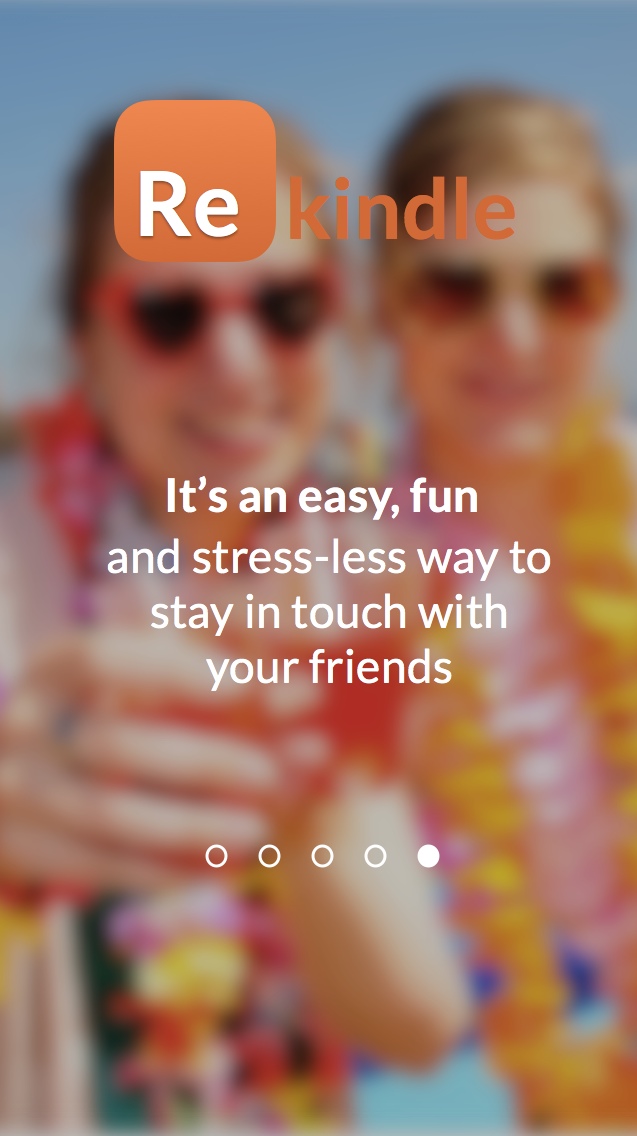 Rekindle
It’s an easy, fun
and stress-less way to
stay in touch with
your friends